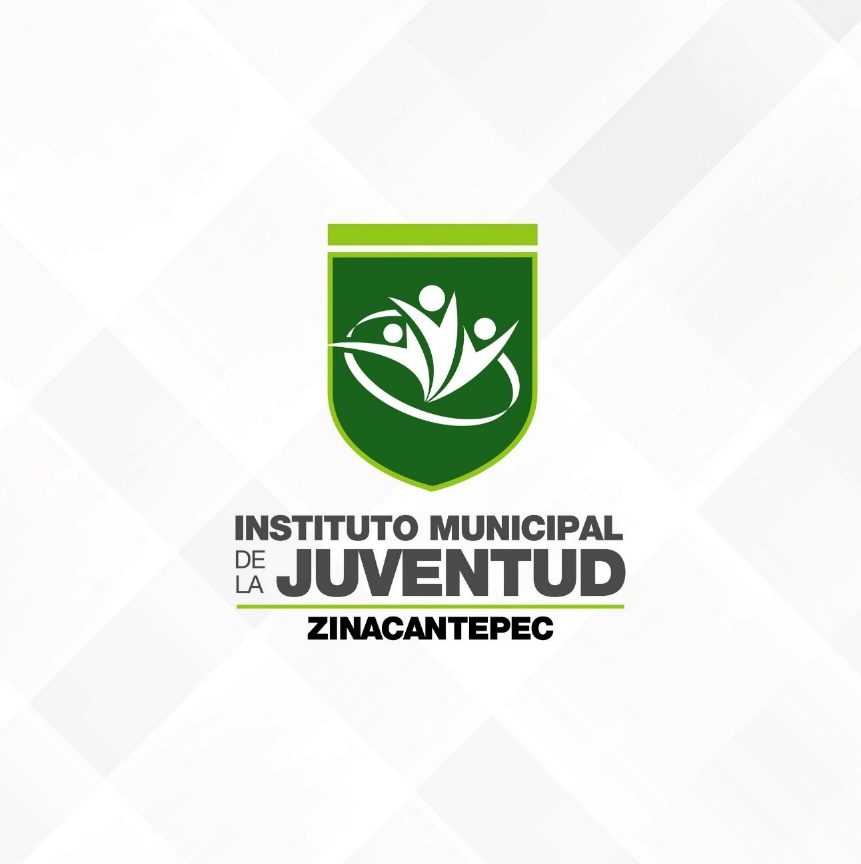 INSTITUTO MUNICIPAL
DE LA JUVENTUD
ZINACANTEPEC